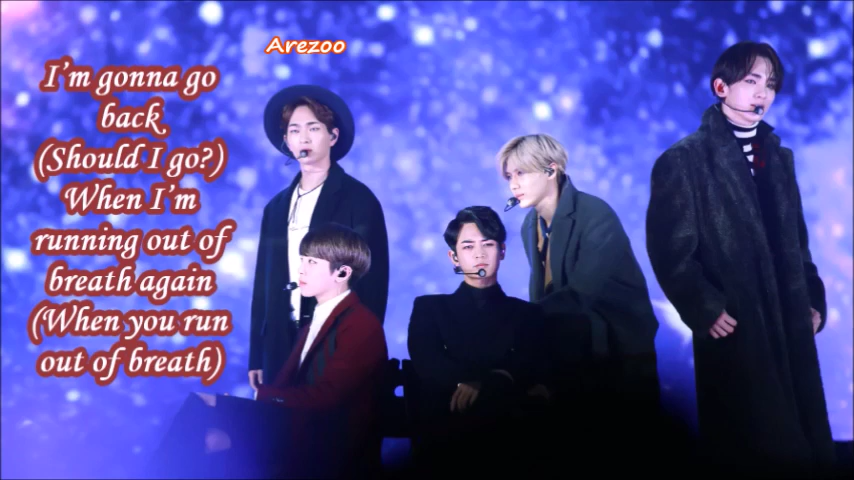 Arezoo
I'm gonna go
back
(Should I go?)
When I'm
running out of
breath again
(When you run
out of breath)